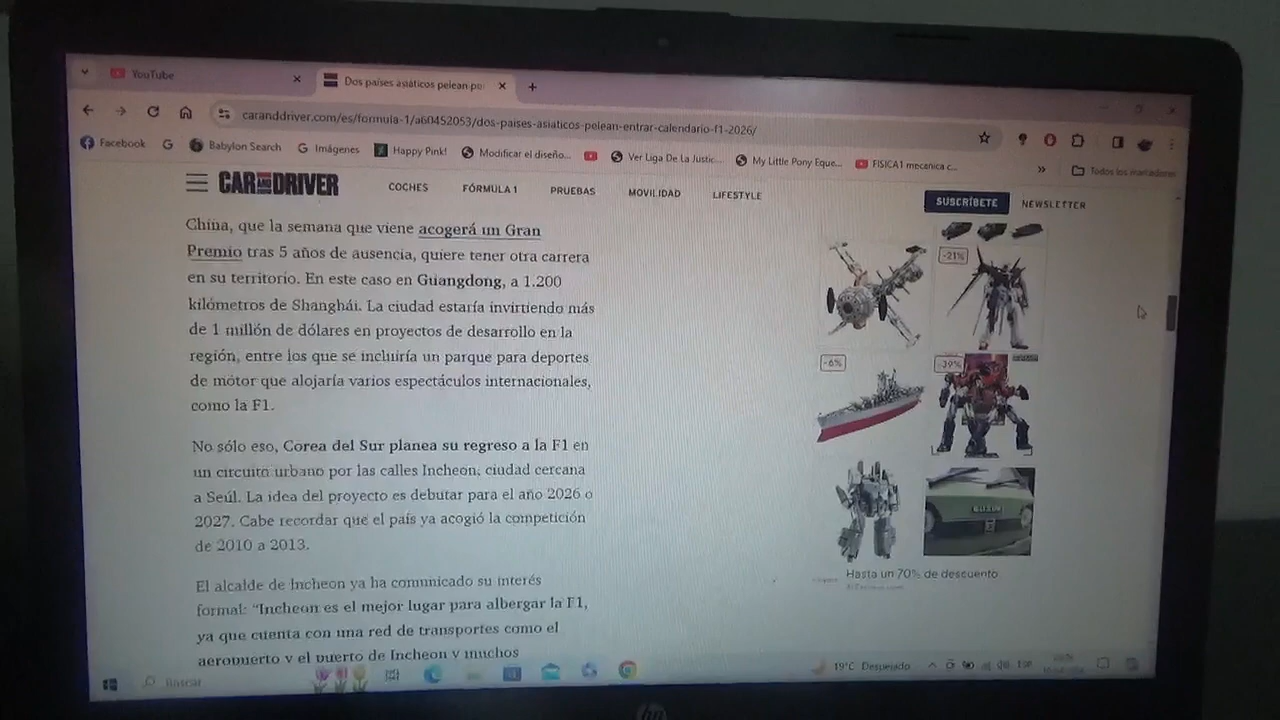 YouTube
Dos países asiáticos pelean po
caranddriver.com/es/formula-1/a60452053/dos-paises-asiaticos-pelean-entrar-calendario-f1-2026/
Facebook
Babylon Search
Imágenes
Happy Pink!
Modificar el diseño...
Ver Liga De La Justic...
My Little Pony Eque...
FISICA1 mecanica c...
»
Todos los marcadores
CAR AND DRIVER
COCHES
FÓRMULA 1
PRUEBAS
MOVILIDAD
LIFESTYLE
SUSCRÍBETE
NEWSLETTER
China, que la semana que viene acogerá un Gran
Premio tras 5 años de ausencia, quiere tener otra carrera
en su territorio. En este caso en Guangdong, a 1.200
kilómetros de Shanghái. La ciudad estaría invirtiendo más
de 1 millón de dólares en proyectos de desarrollo en la
región, entre los que se incluiría un parque para deportes
de motor que alojaría varios espectáculos internacionales,
como la F1.
No sólo eso, Corea del Sur planea su regreso a la F1 en
un circuito urbano por las calles Incheon, ciudad cercana
a Seúl. La idea del proyecto es debutar para el año 2026 o
2027. Cabe recordar que el país ya acogió la competición
de 2010 a 2013.
El alcalde de Incheon ya ha comunicado su interés
formal: “Incheon es el mejor lugar para albergar la F1,
ya que cuenta con una red de transportes como el
aeropuerto y el puerto de Incheon y muchos
-21%
-6%
-39%
Hasta un 70% de descuento
Buscar
19°C Despejado
ESP
hp